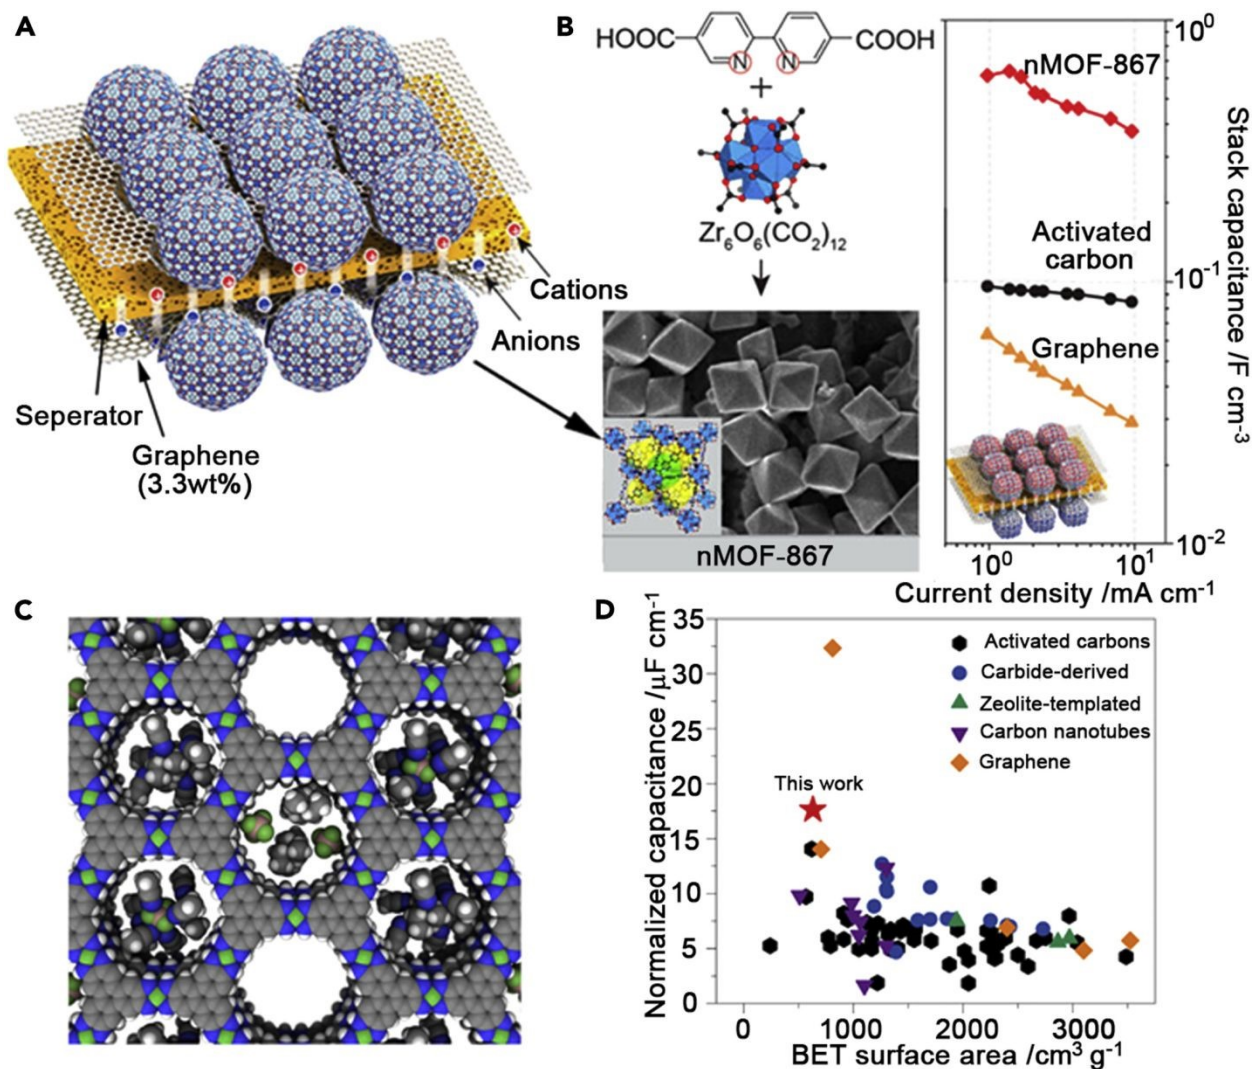 A
Cations
Anions
Seperator
Graphene
(3.3wt%)
B
HOOC
COOH
N
N
+
Zr6O6(CO2)12
nMOF-867
nMOF-867
Activated
carbon
Graphene
10^0
10^-1
10^-2
Stack capacitance /F cm^-3
10^0
10^1
Current density /mA cm^-1
C
D
35
30
25
20
15
10
5
0
Normalized capacitance /μF cm^-1
Activated carbons
Carbide-derived
Zeolite-templated
Carbon nanotubes
Graphene
This work
0
1000
2000
3000
BET surface area /cm^3 g^-1